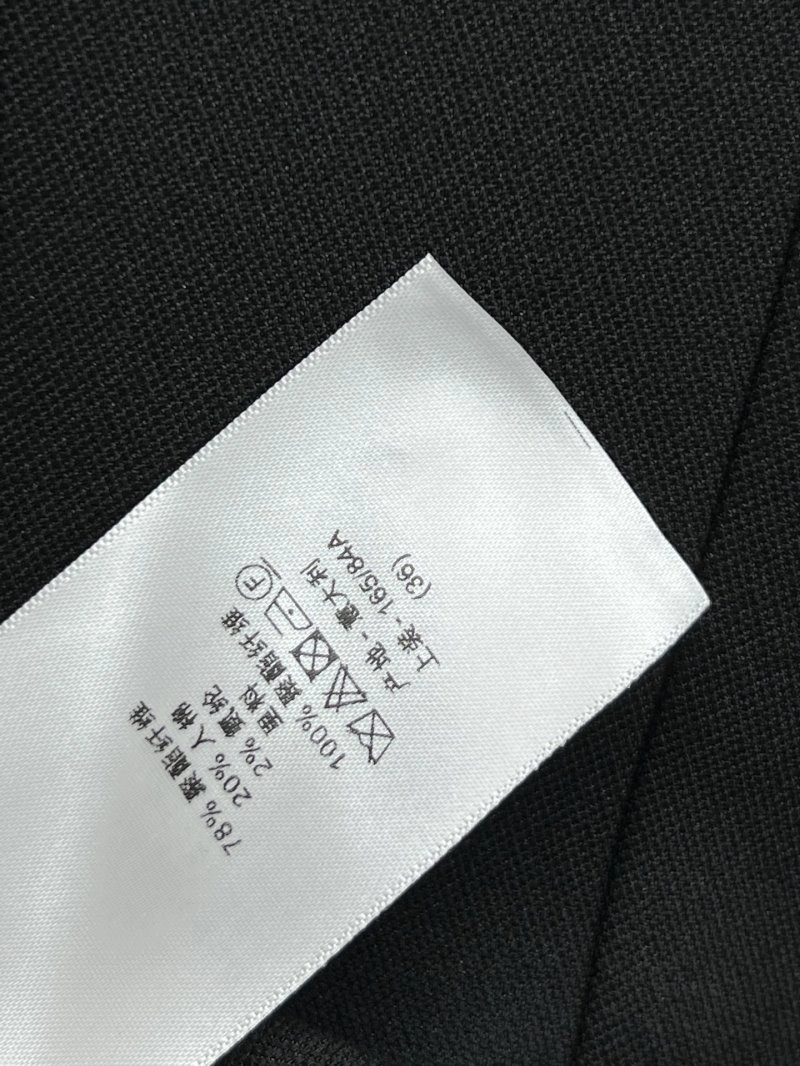 78% 聚酯纤维
20% 人棉
2% 氨纶
里料
100% 聚酯纤维
F
产地 - 意大利
上装 - 165/84A
(36)